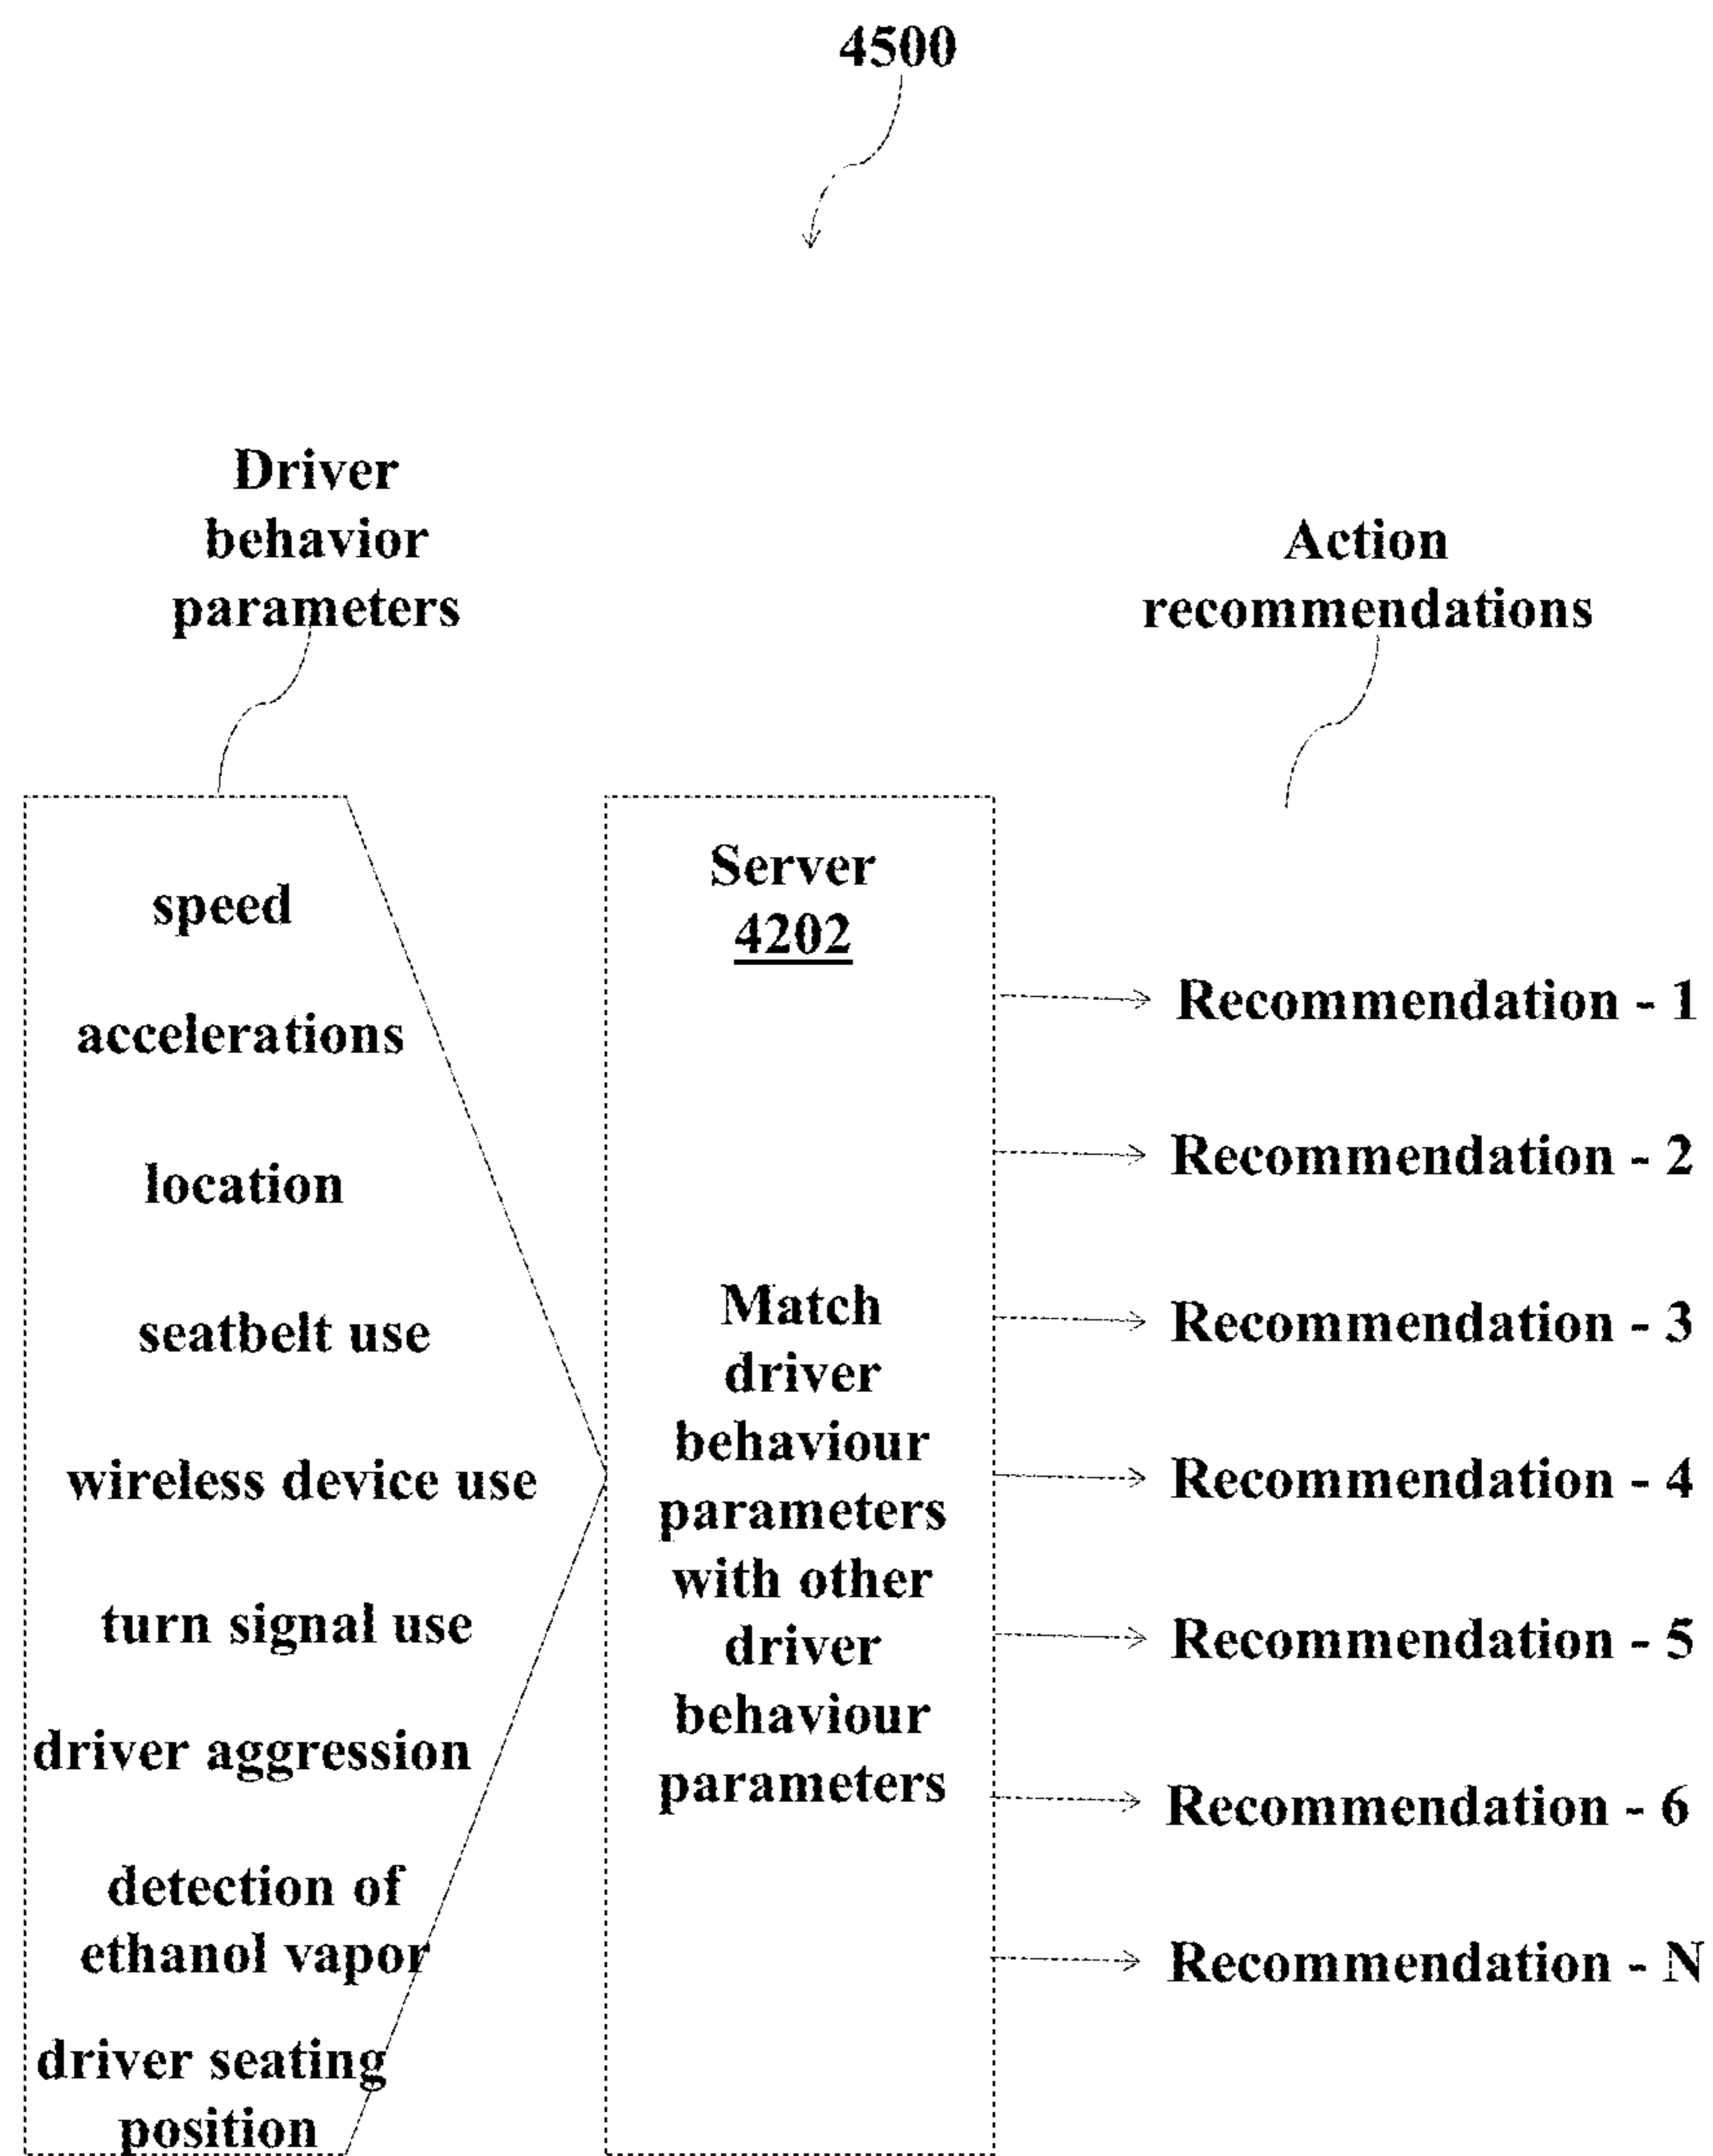 4500
Driver
behavior
parameters
Action
recommendations
speed
accelerations
location
seatbelt use
wireless device use
turn signal use
driver aggression
detection of
ethanol vapor
driver seating
position
Server
4202
Match
driver
behaviour
parameters
with other
driver
behaviour
parameters
Recommendation - 1
Recommendation - 2
Recommendation - 3
Recommendation - 4
Recommendation - 5
Recommendation - 6
Recommendation - N